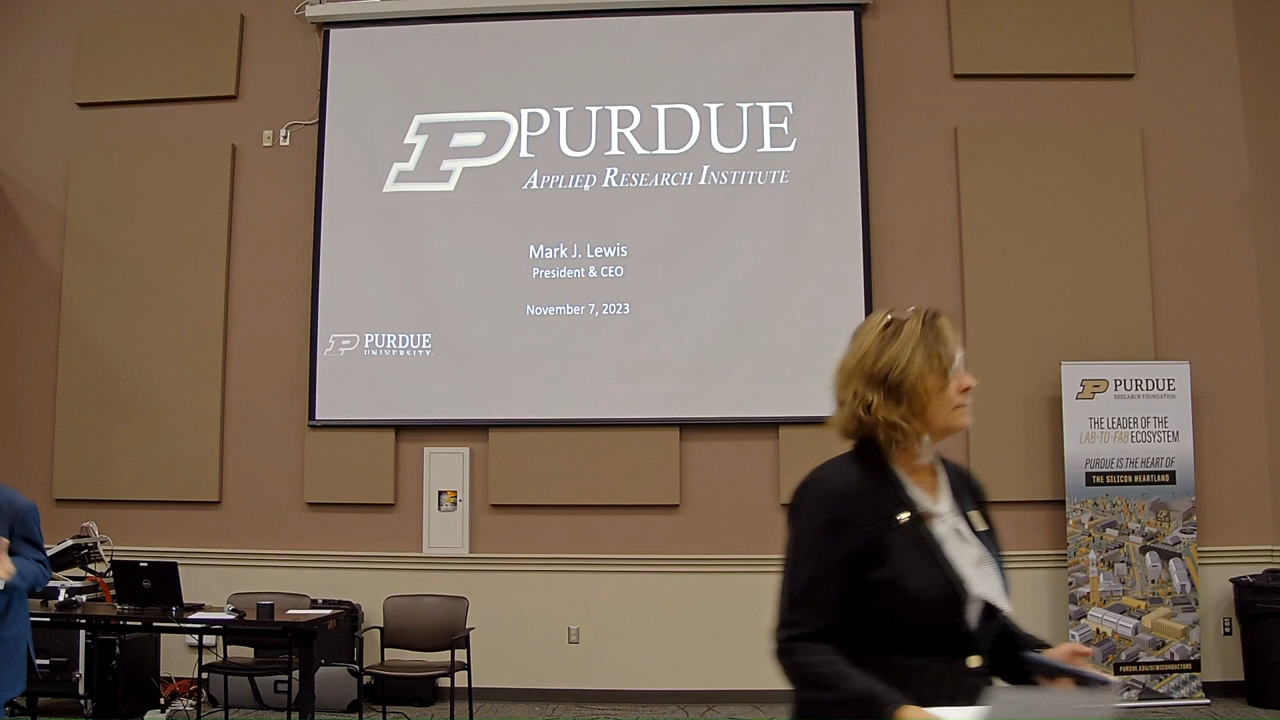 P PURDUE
APPLIED RESEARCH INSTITUTE
Mark J. Lewis
President & CEO
November 7, 2023
P PURDUE
UNIVERSITY
P PURDUE
RESEARCH FOUNDATION
THE LEADER OF THE
LAB-TO-FAB ECOSYSTEM
PURDUE IS THE HEART OF
THE SILICON HEARTLAND
PURDUE.EDU/SEMICONDUCTORS